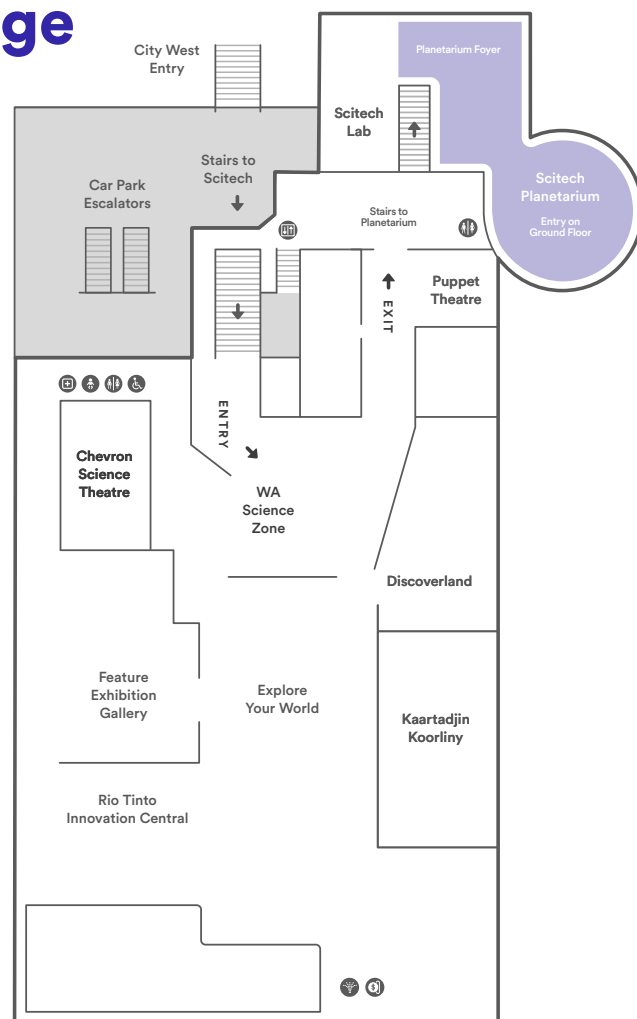 ge
City West
Entry
Planetarium Foyer
Scitech
Lab
Stairs to
Scitech
Car Park
Escalators
Scitech
Planetarium
Entry on
Ground Floor
Stairs to
Planetarium
Puppet
Theatre
EXIT
ENTRY
Chevron
Science
Theatre
WA
Science
Zone
Discoverland
Feature
Exhibition
Gallery
Explore
Your World
Kaartadjin
Koorliny
Rio Tinto
Innovation Central